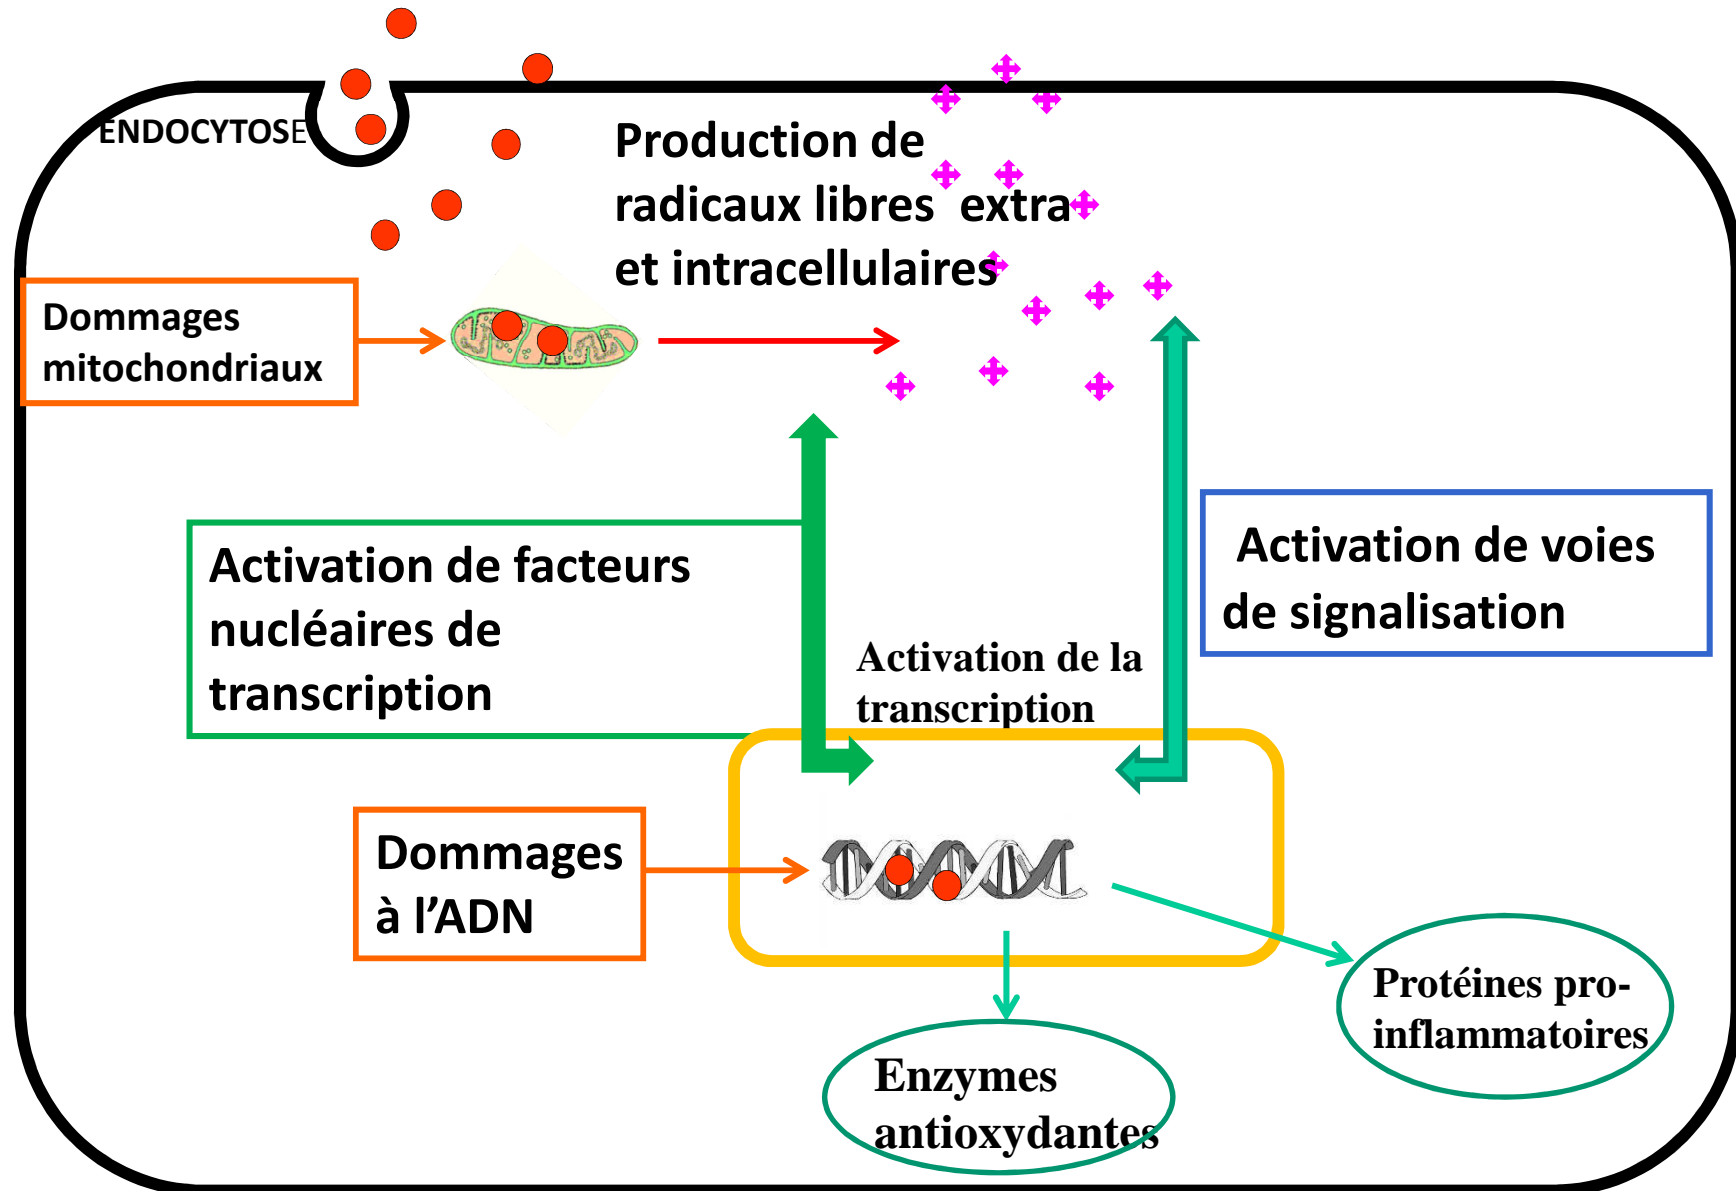 ENDOCYTOSE
Production de
radicaux libres extra
et intracellulaires
Dommages
mitochondriaux
Activation de facteurs
nucléaires de
transcription
Activation de voies
de signalisation
Activation de la
transcription
Dommages
à l’ADN
Protéines pro-
inflammatoires
Enzymes
antioxydantes